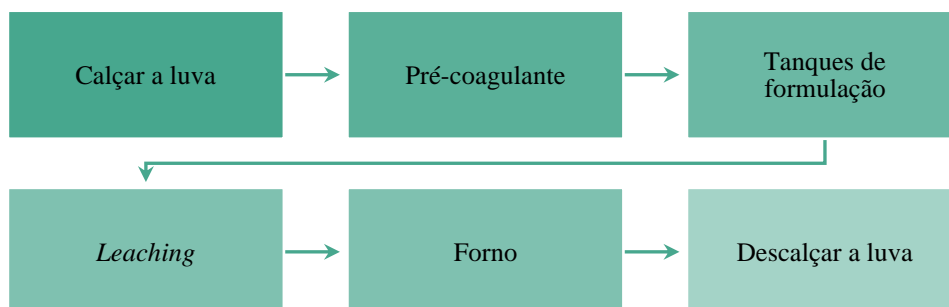 Calçar a luva
Pré-coagulante
Tanques de
formulação
Leaching
Forno
Descalçar a luva